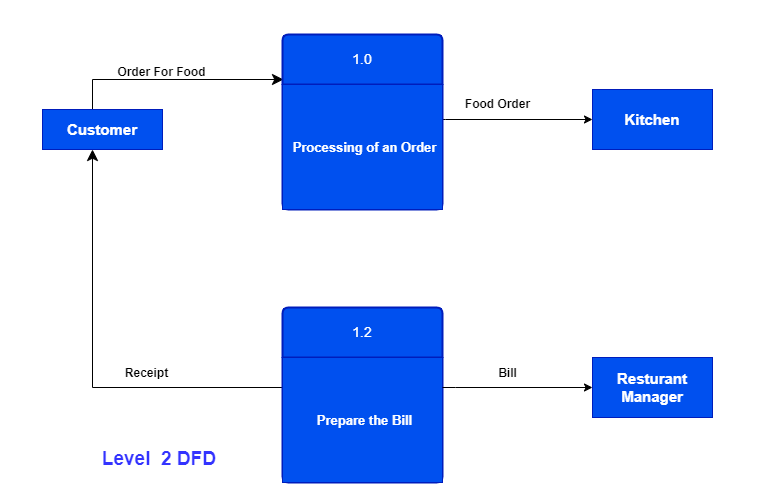 1.0
Order For Food
Food Order
Customer
Kitchen
Processing of an Order
1.2
Receipt
Bill
Resturant
Manager
Prepare the Bill
Level 2 DFD